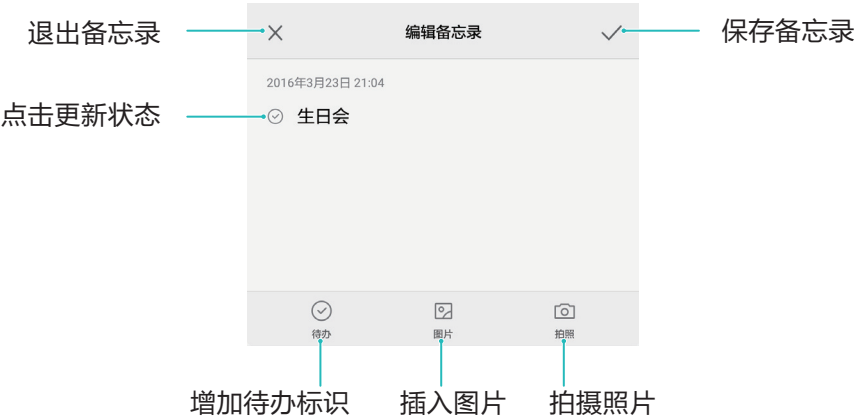 退出备忘录
编辑备忘录
保存备忘录
2016年3月23日 21:04
点击更新状态
生日会
待办
图片
拍照
增加待办标识
插入图片
拍摄照片